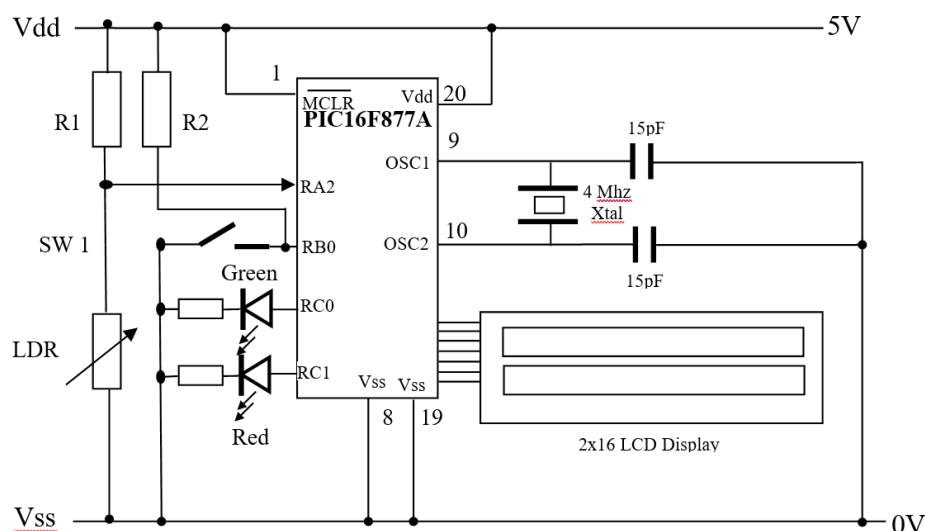 Vdd
5V
1
MCLR
Vdd
20
PIC16F877A
R1
R2
9
15pF
OSC1
RA2
4 Mhz
Xtal
SW 1
RB0
OSC2
10
Green
15pF
RC0
LDR
RC1
Vss
Vss
8
19
Red
2x16 LCD Display
Vss
0V